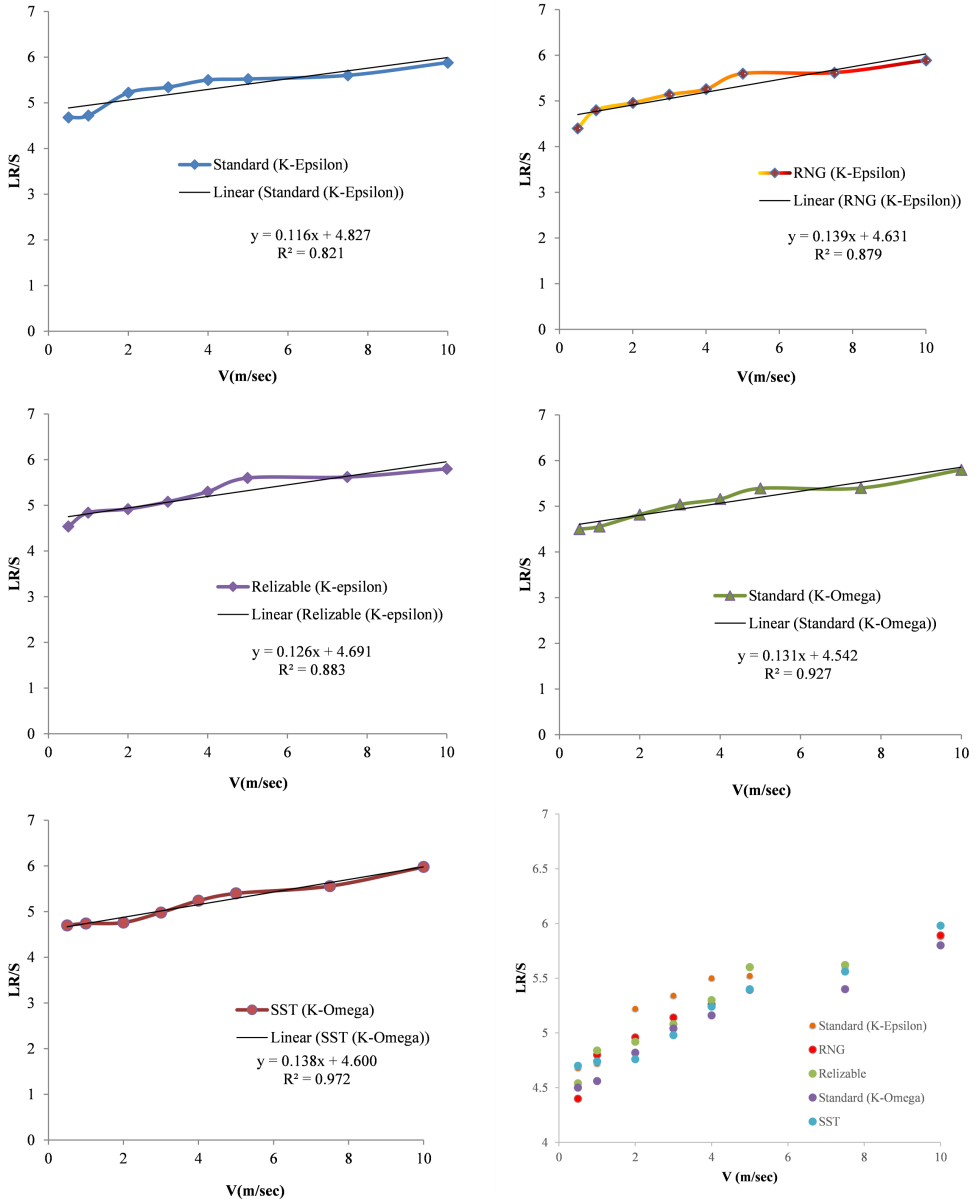 7
6
5
4
3
2
1
0
LR/S
Standard (K-Epsilon)
Linear (Standard (K-Epsilon))
y = 0.116x + 4.827
R² = 0.821
0 2 4 6 8 10
V(m/sec)
7
6
5
4
3
2
1
0
LR/S
RNG (K-Epsilon)
Linear (RNG (K-Epsilon))
y = 0.139x + 4.631
R² = 0.879
0 2 4 6 8 10
V(m/sec)
7
6
5
4
3
2
1
0
LR/S
Relizable (K-epsilon)
Linear (Relizable (K-epsilon))
y = 0.126x + 4.691
R² = 0.883
0 2 4 6 8 10
V(m/sec)
7
6
5
4
3
2
1
0
LR/S
Standard (K-Omega)
Linear (Standard (K-Omega))
y = 0.131x + 4.542
R² = 0.927
0 2 4 6 8 10
V(m/sec)
7
6
5
4
3
2
1
0
LR/S
SST (K-Omega)
Linear (SST (K-Omega))
y = 0.138x + 4.600
R² = 0.972
0 2 4 6 8 10
V(m/sec)
7
6.5
6
5.5
5
4.5
4
LR/S
Standard (K-Epsilon)
RNG
Relizable
Standard (K-Omega)
SST
0 2 4 6 8 10
V (m/sec)